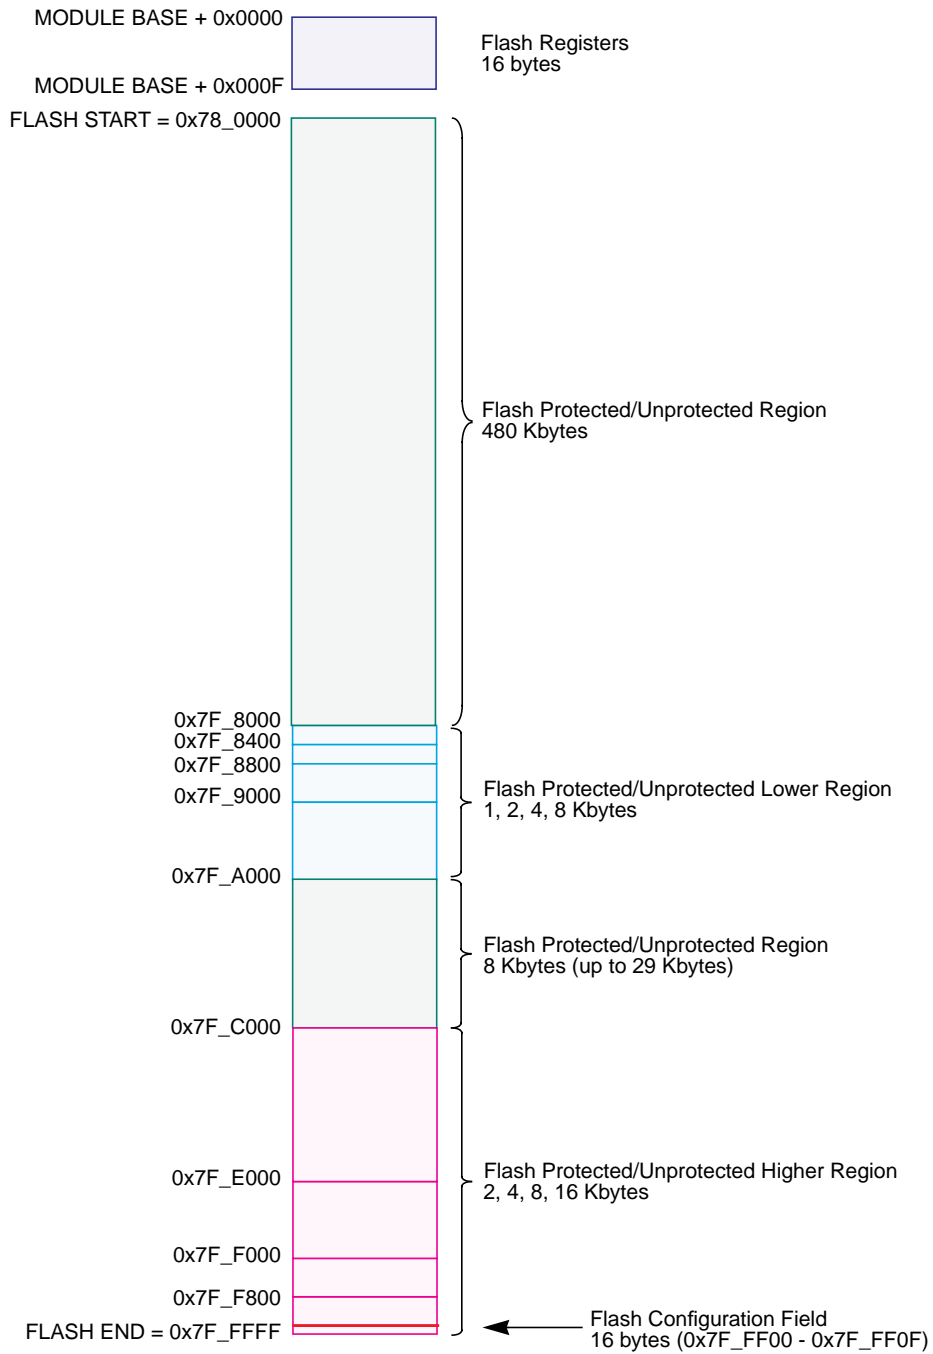 MODULE BASE + 0x0000
Flash Registers
16 bytes
MODULE BASE + 0x000F
FLASH START = 0x78_0000
Flash Protected/Unprotected Region
480 Kbytes
0x7F_8000
0x7F_8400
0x7F_8800
0x7F_9000
Flash Protected/Unprotected Lower Region
1, 2, 4, 8 Kbytes
0x7F_A000
Flash Protected/Unprotected Region
8 Kbytes (up to 29 Kbytes)
0x7F_C000
0x7F_E000
Flash Protected/Unprotected Higher Region
2, 4, 8, 16 Kbytes
0x7F_F000
0x7F_F800
FLASH END = 0x7F_FFFF
Flash Configuration Field
16 bytes (0x7F_FF00 - 0x7F_FF0F)